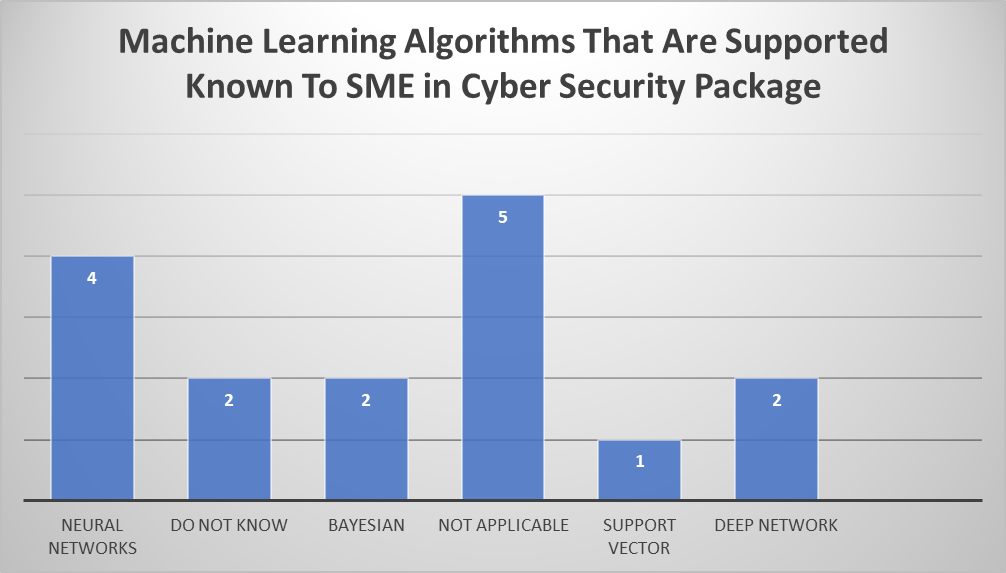 Machine Learning Algorithms That Are Supported
Known To SME in Cyber Security Package
4
2
2
5
1
2
NEURAL
NETWORKS
DO NOT KNOW
BAYESIAN
NOT APPLICABLE
SUPPORT
VECTOR
DEEP NETWORK